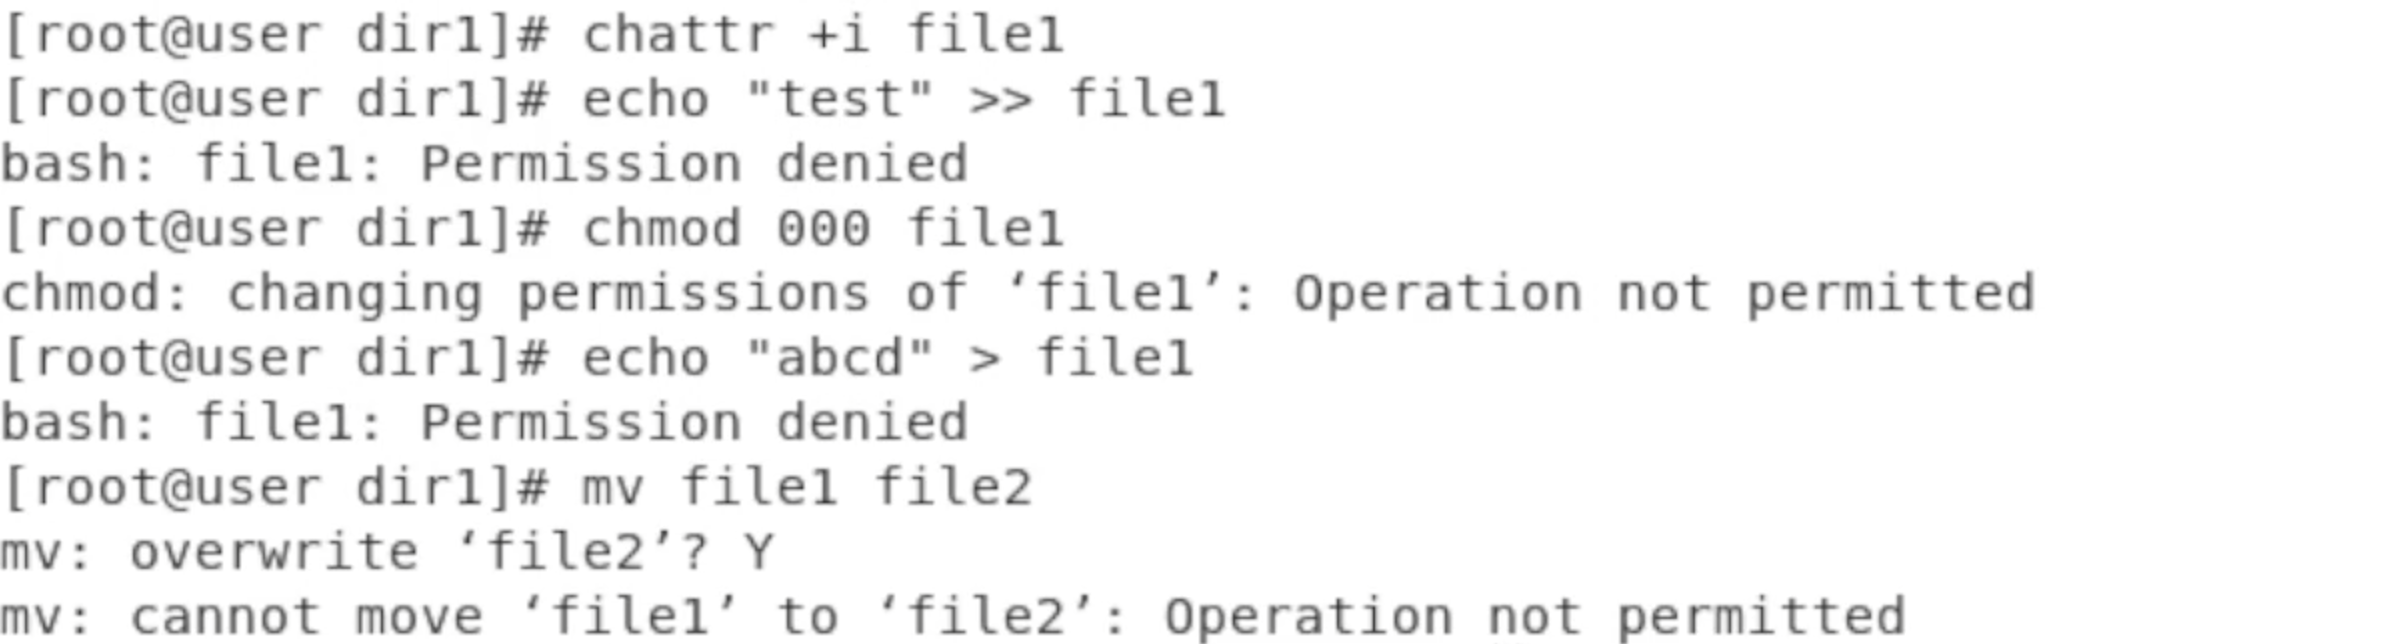 [root@user dir1]# chattr +i file1
[root@user dir1]# echo "test" >> file1
bash: file1: Permission denied
[root@user dir1]# chmod 000 file1
chmod: changing permissions of ‘file1’: Operation not permitted
[root@user dir1]# echo "abcd" > file1
bash: file1: Permission denied
[root@user dir1]# mv file1 file2
mv: overwrite ‘file2’? Y
mv: cannot move ‘file1’ to ‘file2’: Operation not permitted